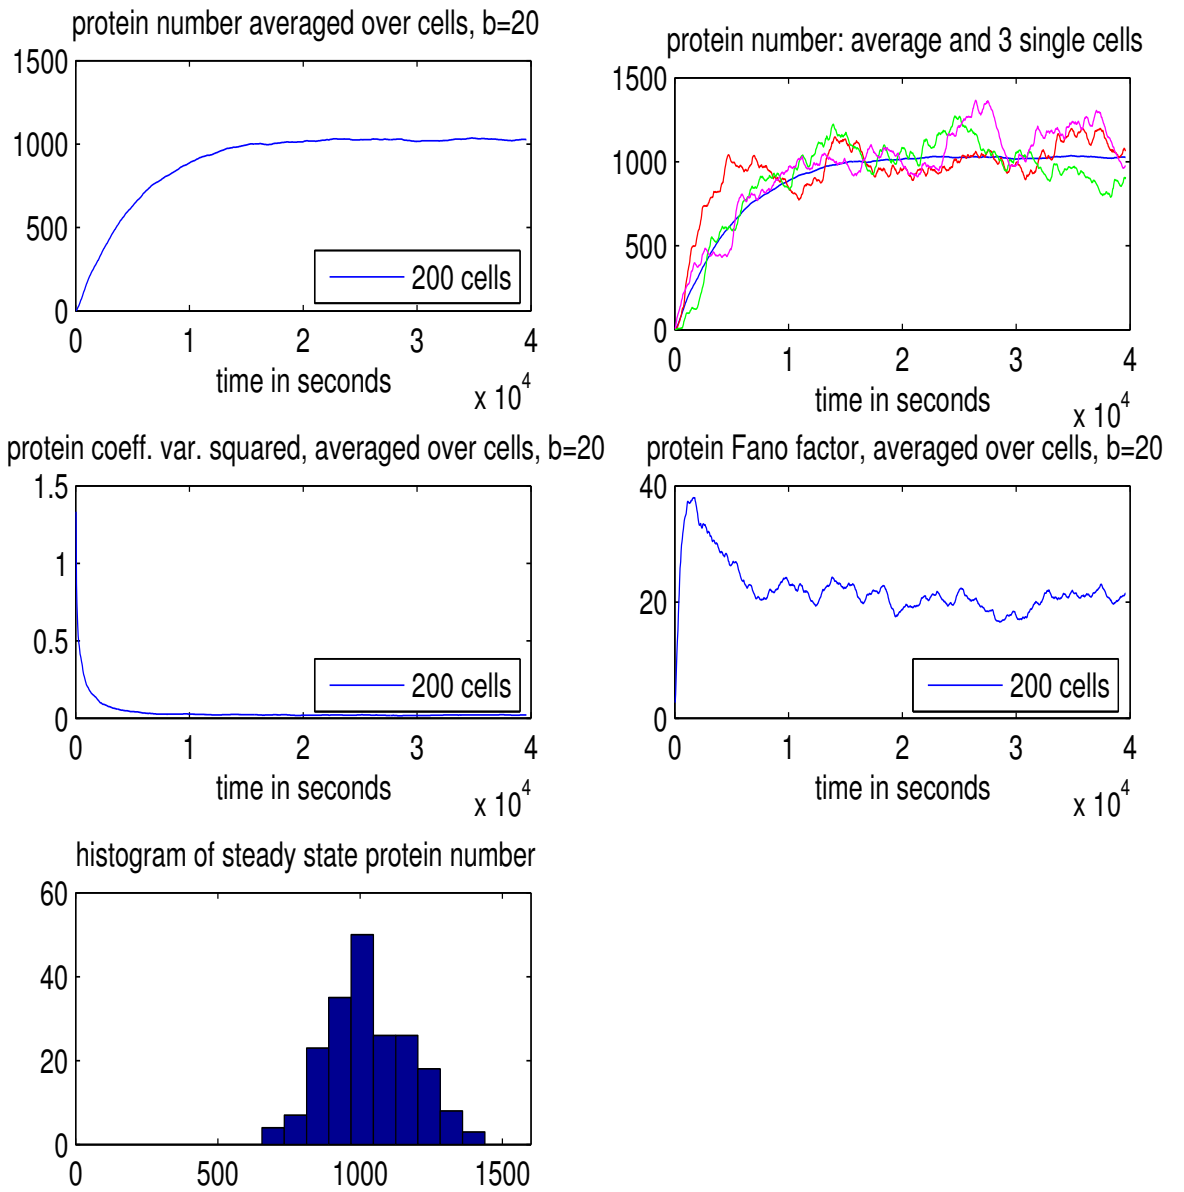 protein number averaged over cells, b=20
1500
1000
500
0
200 cells
0 1 2 3 4
time in seconds
x 10^4
protein number: average and 3 single cells
1500
1000
500
0
0 1 2 3 4
time in seconds
x 10^4
protein coeff. var. squared, averaged over cells, b=20
1.5
1
0.5
0
200 cells
0 1 2 3 4
time in seconds
x 10^4
protein Fano factor, averaged over cells, b=20
40
20
0
200 cells
0 1 2 3 4
time in seconds
x 10^4
histogram of steady state protein number
60
40
20
0
0 500 1000 1500